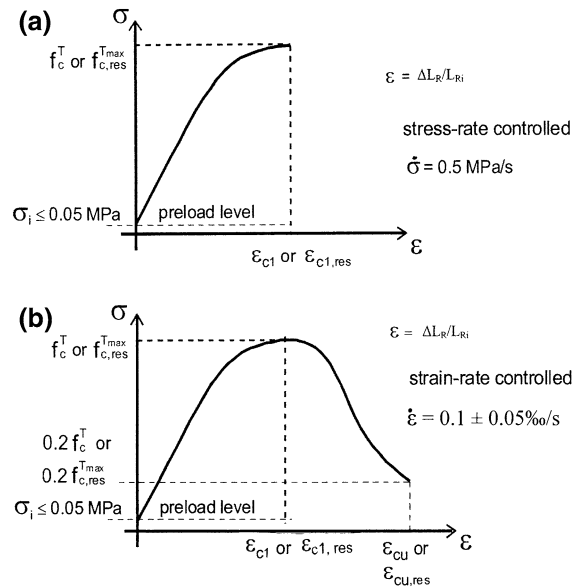 (a)
σ
f_c^T or f_{c,res}^{Tmax}
ε = ΔL_R/L_Ri
stress-rate controlled
σ̇ = 0.5 MPa/s
σ_i ≤ 0.05 MPa
preload level
ε
ε_c1 or ε_c1,res
(b)
σ
f_c^T or f_{c,res}^{Tmax}
ε = ΔL_R/L_Ri
strain-rate controlled
ε̇ = 0.1 ± 0.05‰/s
0.2 f_c^T or
0.2 f_{c,res}^{Tmax}
σ_i ≤ 0.05 MPa
preload level
ε
ε_c1 or ε_c1, res
ε_cu or
ε_cu,res